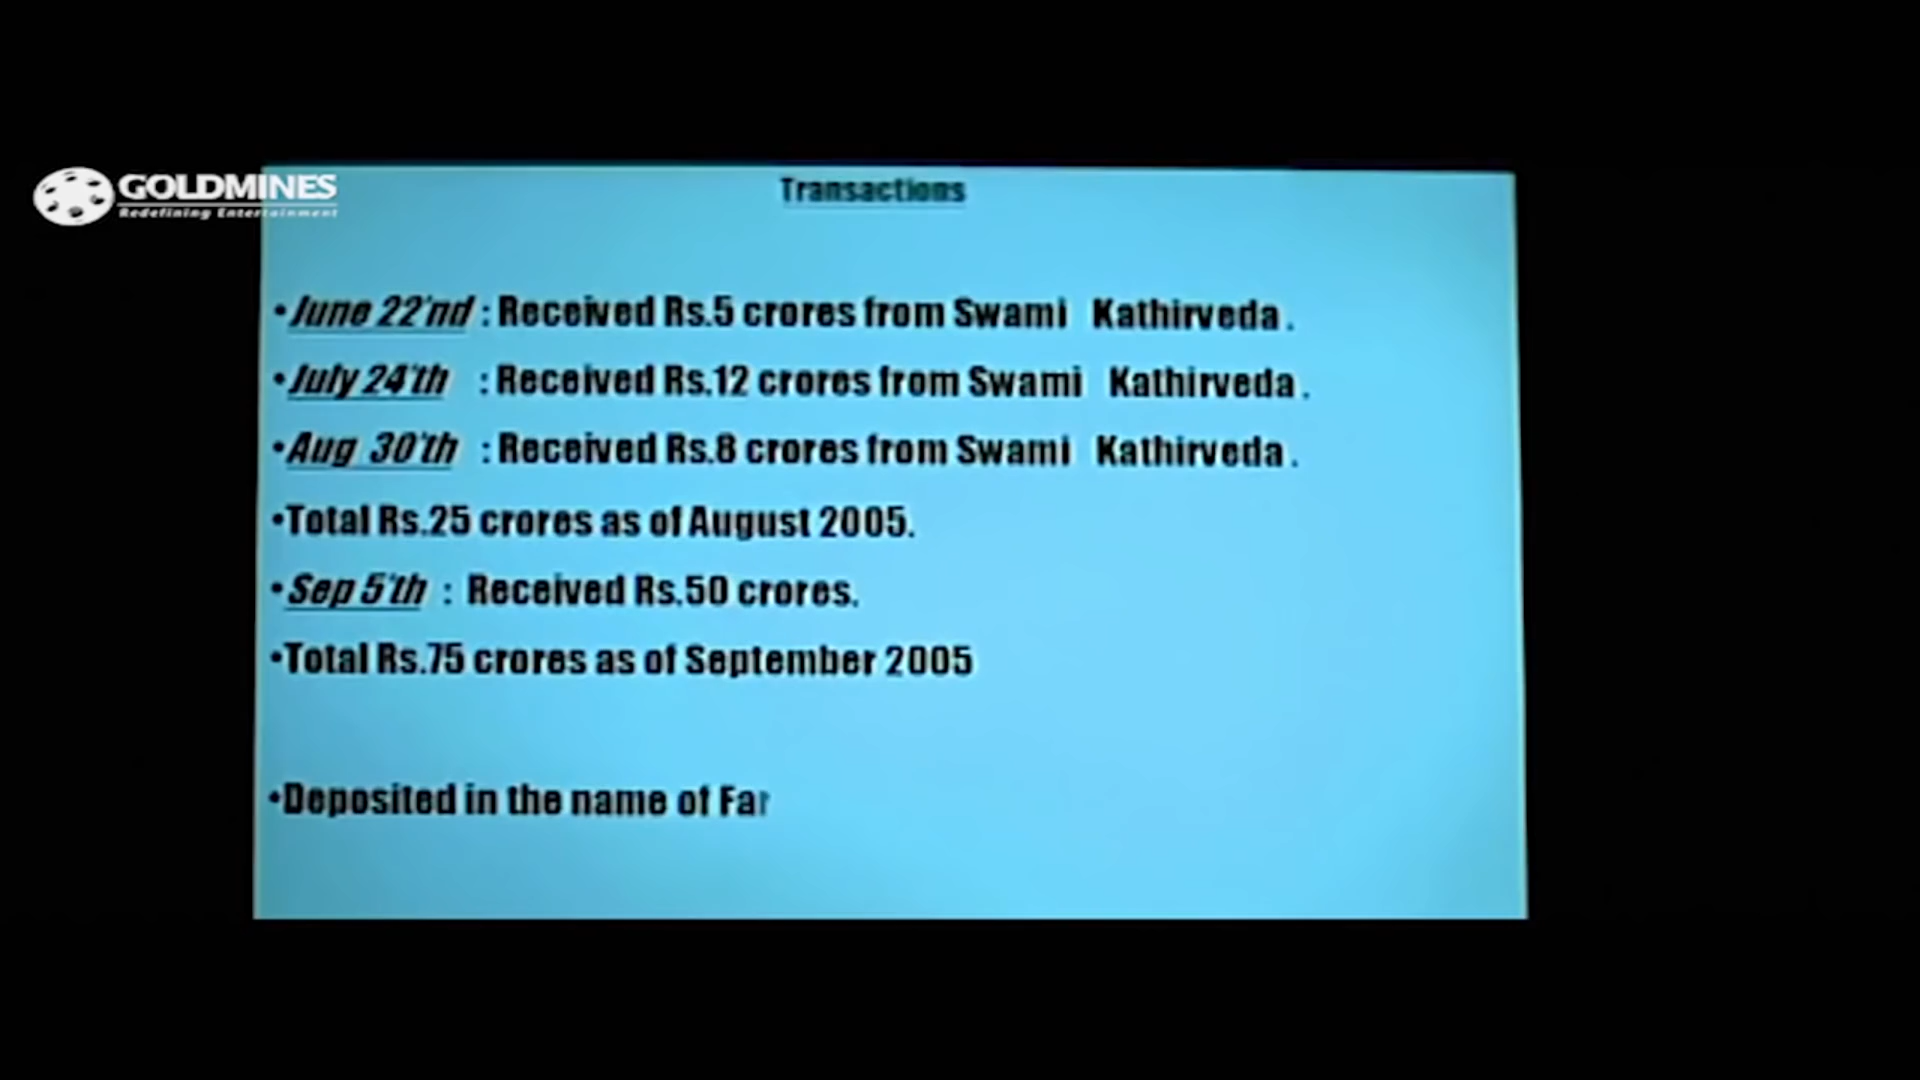 GOLDMINES
Redefining Entertainment
Transactions
•June 22'nd : Received Rs.5 crores from Swami Kathirveda .
•July 24'th : Received Rs.12 crores from Swami Kathirveda .
•Aug 30'th : Received Rs.8 crores from Swami Kathirveda .
•Total Rs.25 crores as of August 2005.
•Sep 5'th : Received Rs.50 crores.
•Total Rs.75 crores as of September 2005
•Deposited in the name of Far